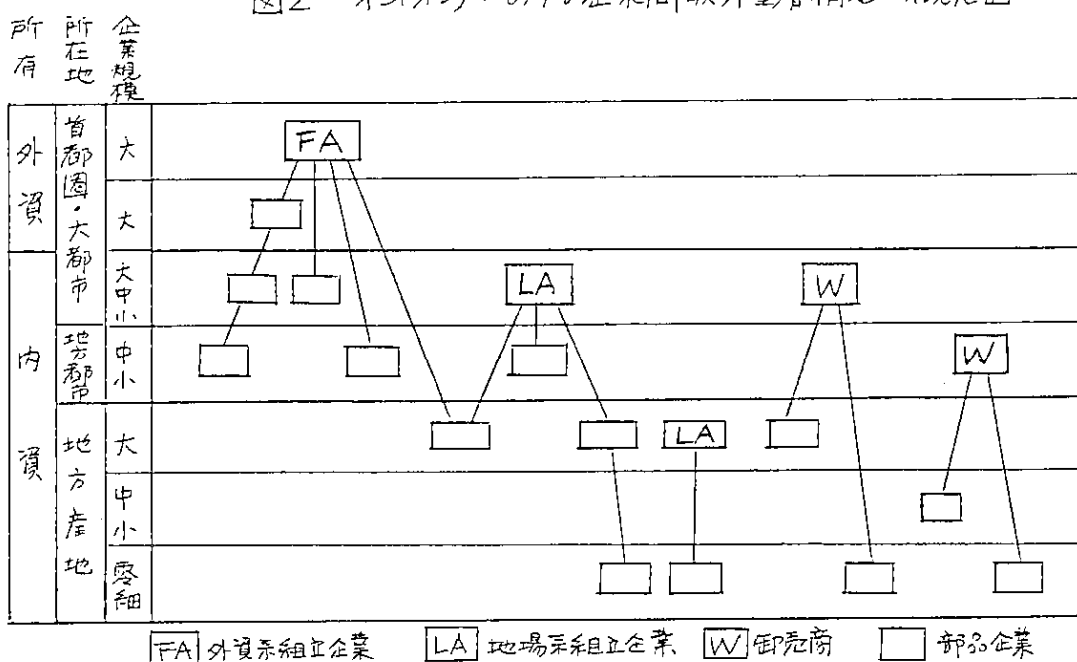 図2
所有
所在地
企業規模
外資
首都圏・大都市
大
FA
大
内資
大中小
LA
W
地方都市
中小
W
地方産地
大
LA
中小
零細
FA 外資系組立企業
LA 地場系組立企業
W 卸売商
部品企業